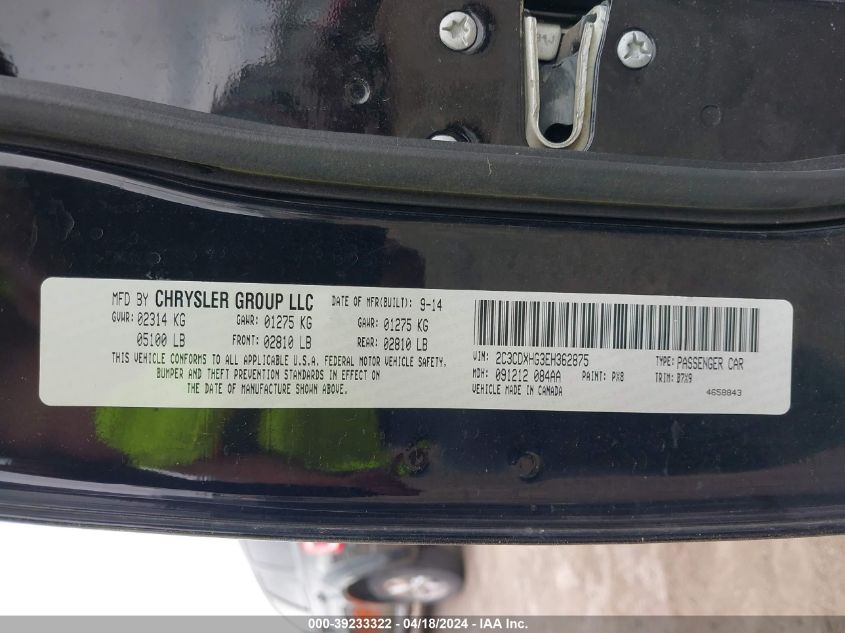 MFD BY CHRYSLER GROUP LLC DATE OF MFR(BUILT): 9-14
GVWR: 02314 KG GAWR: 01275 KG GAWR: 01275 KG
05100 LB FRONT: 02810 LB REAR: 02810 LB
THIS VEHICLE CONFORMS TO ALL APPLICABLE U.S.A. FEDERAL MOTOR VEHICLE SAFETY,
BUMPER AND THEFT PREVENTION STANDARDS IN EFFECT ON
THE DATE OF MANUFACTURE SHOWN ABOVE.
VIN: 2C3CDXHG3EH362875 TYPE: PASSENGER CAR
MDH: 091212 084AA PAINT: PX8 TRIM: B7X9
VEHICLE MADE IN CANADA 4658843
000-39233322 - 04/18/2024 - IAA Inc.